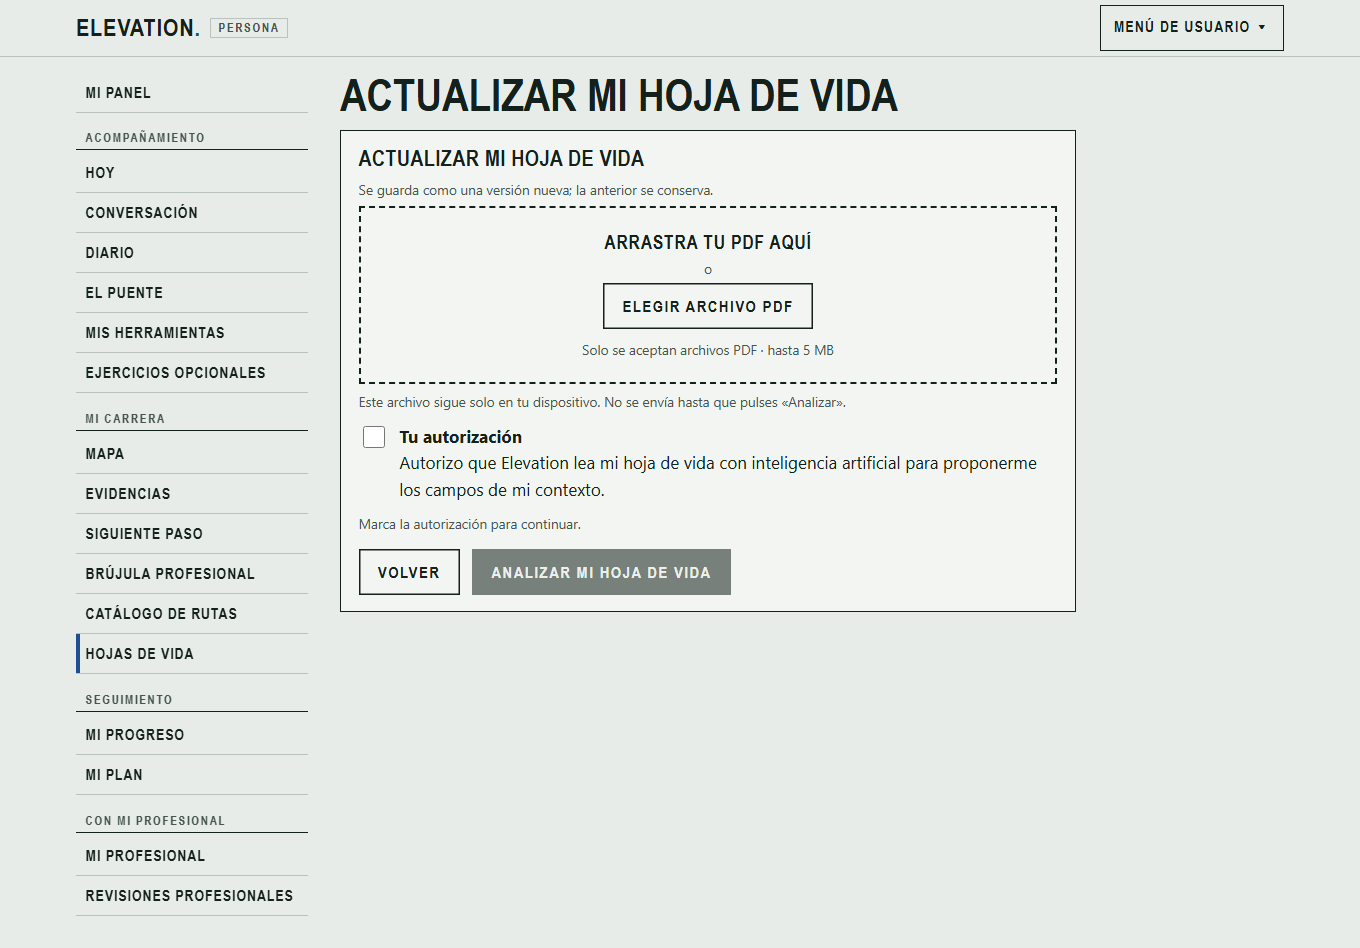 ELEVATION.
PERSONA
MENÚ DE USUARIO
MI PANEL
ACOMPAÑAMIENTO
HOY
CONVERSACIÓN
DIARIO
EL PUENTE
MIS HERRAMIENTAS
EJERCICIOS OPCIONALES
MI CARRERA
MAPA
EVIDENCIAS
SIGUIENTE PASO
BRÚJULA PROFESIONAL
CATÁLOGO DE RUTAS
HOJAS DE VIDA
SEGUIMIENTO
MI PROGRESO
MI PLAN
CON MI PROFESIONAL
MI PROFESIONAL
REVISIONES PROFESIONALES
ACTUALIZAR MI HOJA DE VIDA
ACTUALIZAR MI HOJA DE VIDA
Se guarda como una versión nueva; la anterior se conserva.
ARRASTRA TU PDF AQUÍ
o
ELEGIR ARCHIVO PDF
Solo se aceptan archivos PDF · hasta 5 MB
Este archivo sigue solo en tu dispositivo. No se envía hasta que pulses «Analizar».
Tu autorización
Autorizo que Elevation lea mi hoja de vida con inteligencia artificial para proponerme
los campos de mi contexto.
Marca la autorización para continuar.
VOLVER
ANALIZAR MI HOJA DE VIDA